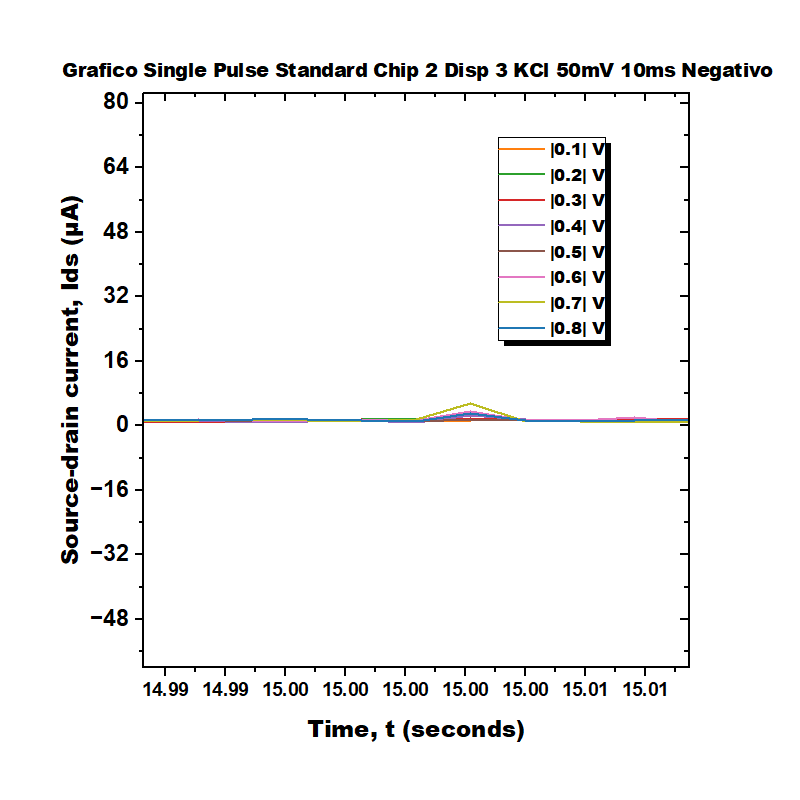 Grafico Single Pulse Standard Chip 2 Disp 3 KCl 50mV 10ms Negativo
80
64
48
32
16
0
−16
−32
−48
Source-drain current, Ids (µA)
|0.1| V
|0.2| V
|0.3| V
|0.4| V
|0.5| V
|0.6| V
|0.7| V
|0.8| V
14.99 14.99 15.00 15.00 15.00 15.00 15.00 15.01 15.01
Time, t (seconds)